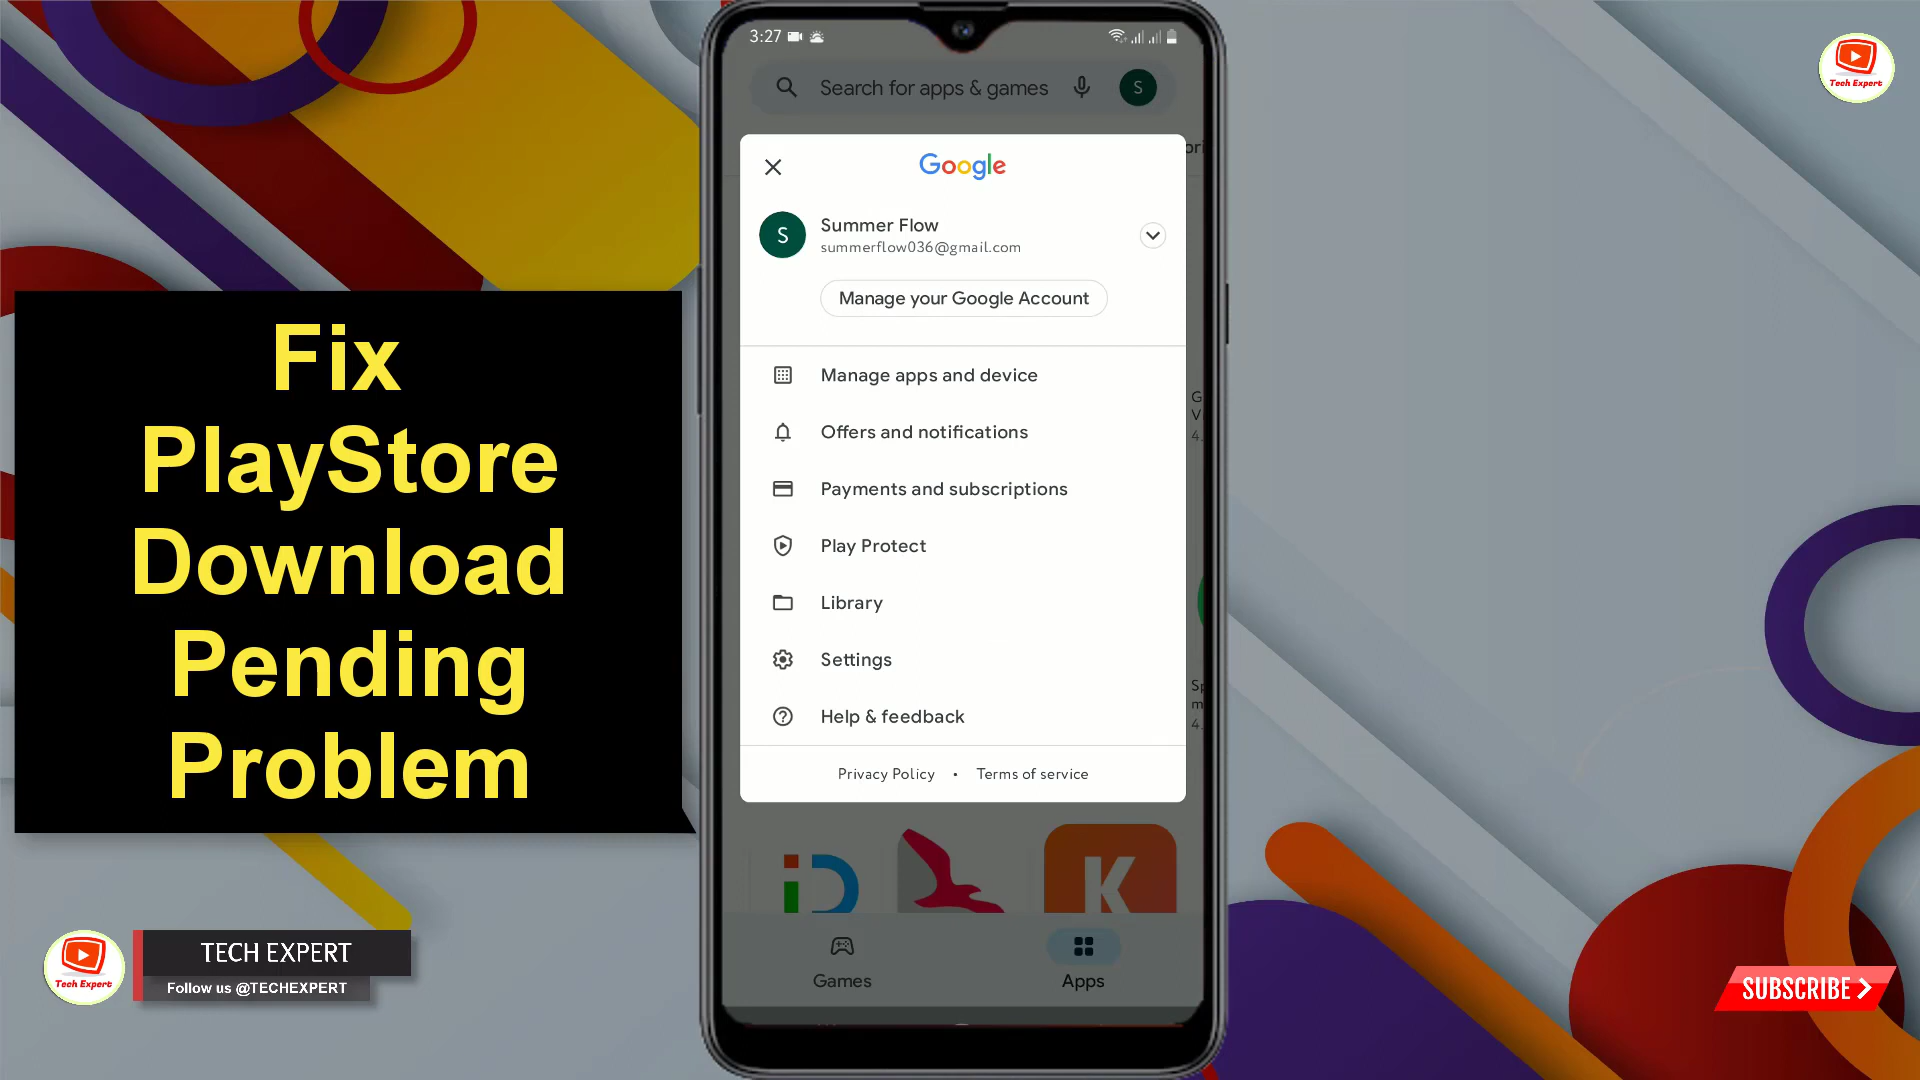 3:27
Search for apps & games
S
Tech Expert
Google
Summer Flow
S
summerflow036@gmail.com
Manage your Google Account
Fix
PlayStore
Download
Pending
Problem
Manage apps and device
Offers and notifications
Payments and subscriptions
Play Protect
Library
Settings
Help & feedback
Privacy Policy • Terms of service
K
Games
Apps
Tech Expert
TECH EXPERT
Follow us @TECHEXPERT
SUBSCRIBE